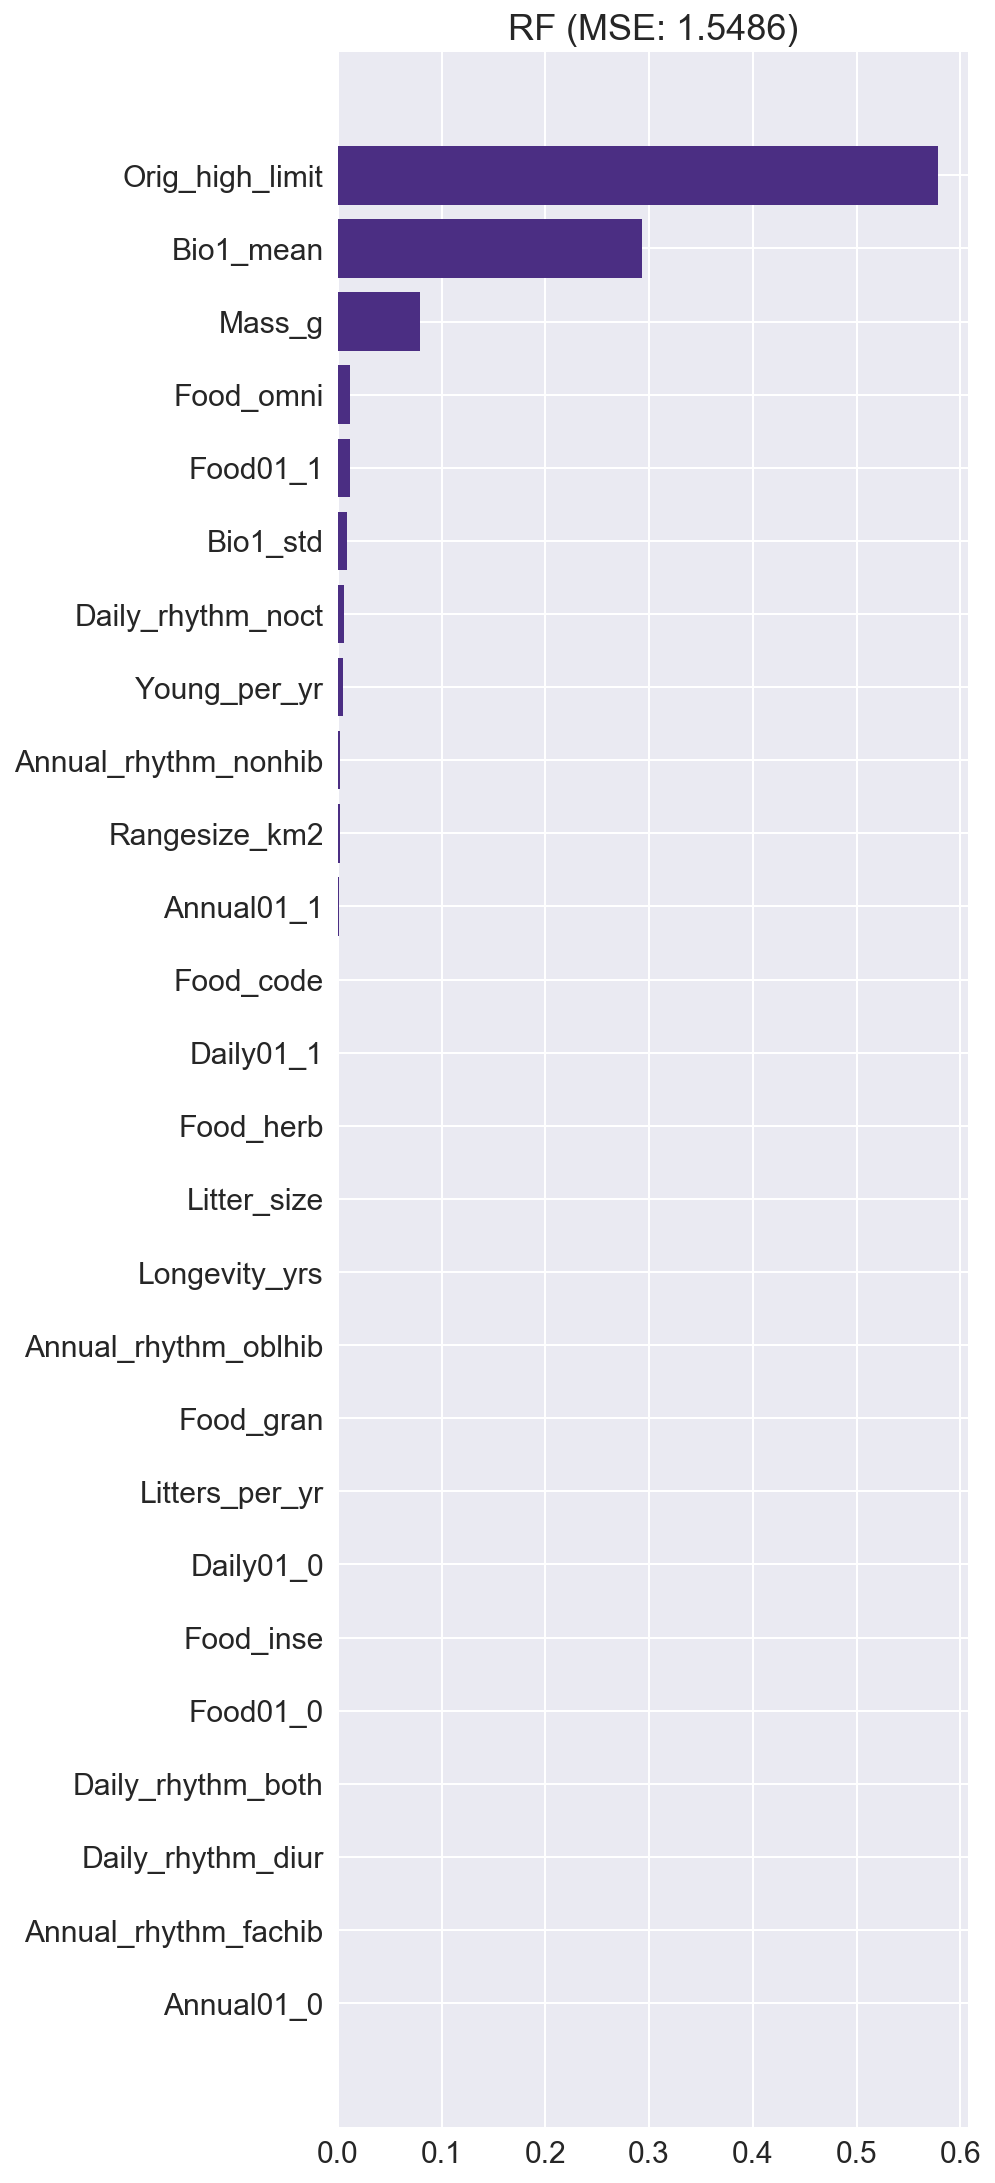 RF (MSE: 1.5486)
Orig_high_limit
Bio1_mean
Mass_g
Food_omni
Food01_1
Bio1_std
Daily_rhythm_noct
Young_per_yr
Annual_rhythm_nonhib
Rangesize_km2
Annual01_1
Food_code
Daily01_1
Food_herb
Litter_size
Longevity_yrs
Annual_rhythm_oblhib
Food_gran
Litters_per_yr
Daily01_0
Food_inse
Food01_0
Daily_rhythm_both
Daily_rhythm_diur
Annual_rhythm_fachib
Annual01_0
0.0 0.1 0.2 0.3 0.4 0.5 0.6